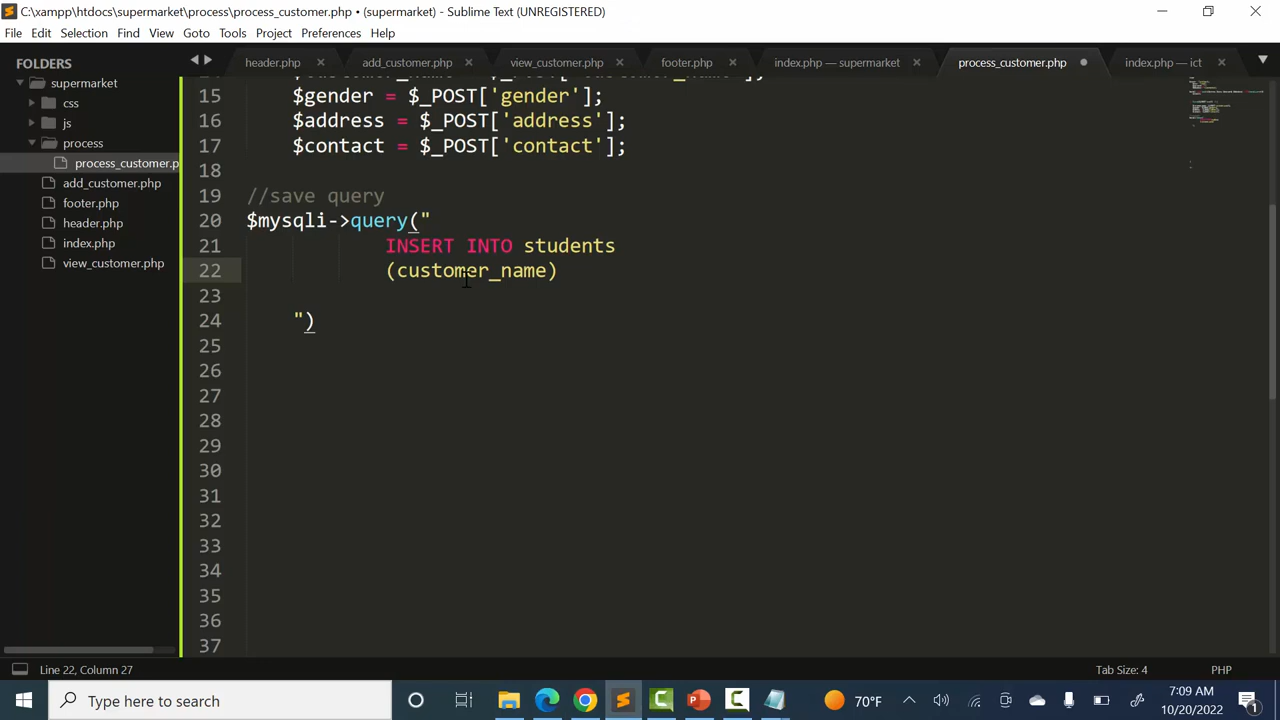 C:\xampp\htdocs\supermarket\process\process_customer.php • (supermarket) - Sublime Text (UNREGISTERED)
File Edit Selection Find View Goto Tools Project Preferences Help
FOLDERS
supermarket
css
js
process
process_customer.p
add_customer.php
footer.php
header.php
index.php
view_customer.php
header.php add_customer.php view_customer.php footer.php index.php — supermarket process_customer.php index.php — ict
15 $gender = $_POST['gender'];
16 $address = $_POST['address'];
17 $contact = $_POST['contact'];
18
19 //save query
20 $mysqli->query("
21 INSERT INTO students
22 (customer_name)
23
24 ")
25
26
27
28
29
30
31
32
33
34
35
36
37
Line 22, Column 27 Tab Size: 4 PHP
Type here to search 70°F 7:09 AM
10/20/2022 1